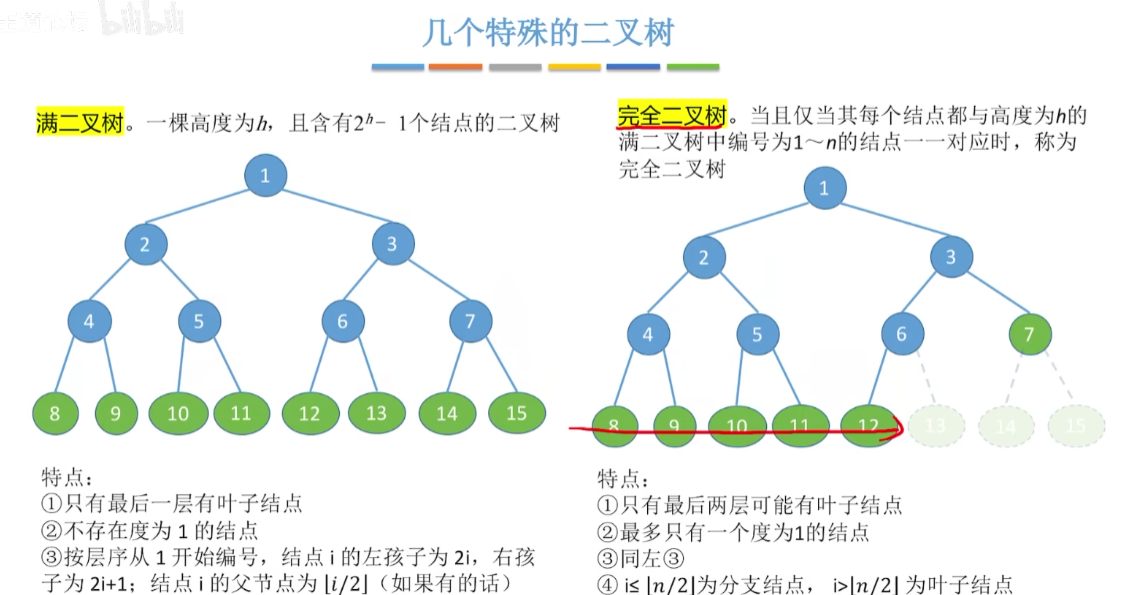 bilibili
几个特殊的二叉树
满二叉树。一棵高度为h，且含有2ʰ − 1个结点的二叉树
1
2
3
4
5
6
7
8
9
10
11
12
13
14
15
特点：
①只有最后一层有叶子结点
②不存在度为 1 的结点
③按层序从 1 开始编号，结点 i 的左孩子为 2i，右孩
子为 2i+1；结点 i 的父节点为 ⌊i/2⌋（如果有的话）
完全二叉树。当且仅当其每个结点都与高度为h的
满二叉树中编号为1～n的结点一一对应时，称为
完全二叉树
1
2
3
4
5
6
7
8
9
10
11
12
13
14
15
特点：
①只有最后两层可能有叶子结点
②最多只有一个度为1的结点
③同左③
④ i≤ ⌊n/2⌋为分支结点， i>⌊n/2⌋ 为叶子结点